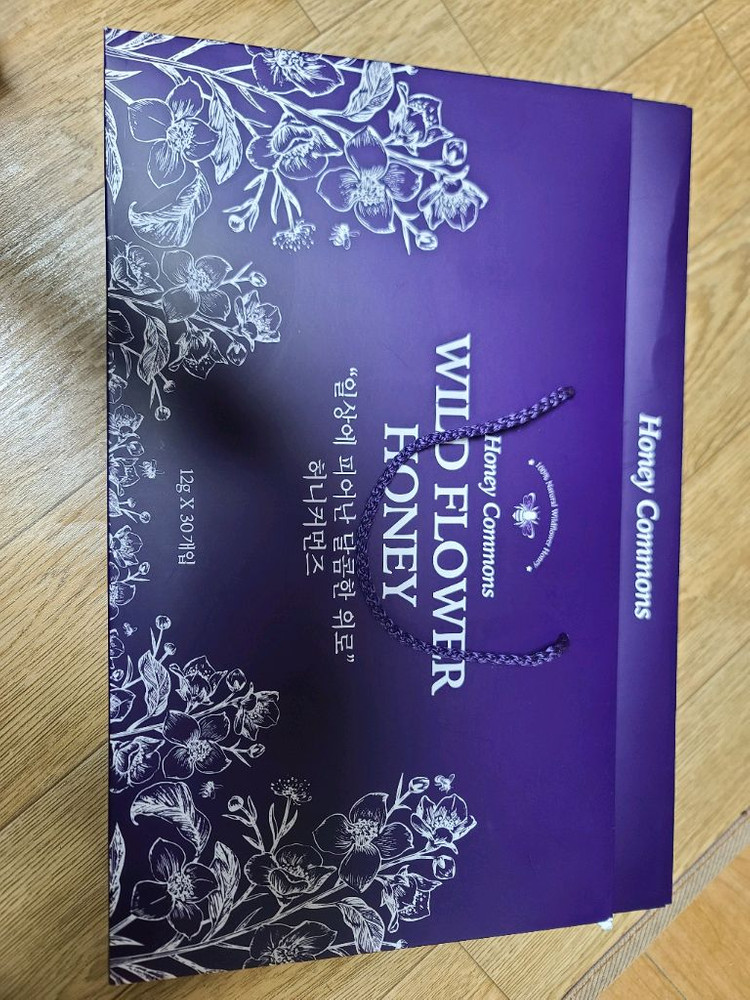 Honey Commons
100% Natural Wildflower Honey
Honey Commons
WILD FLOWER
HONEY
"일상에 피어난 달콤한 위로"
허니커먼즈
12g X 30개입